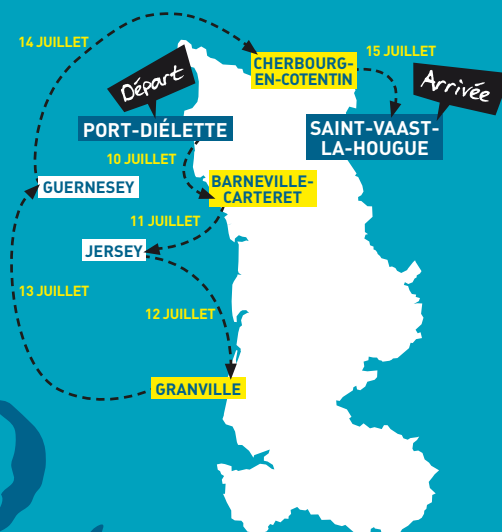 14 JUILLET
15 JUILLET
CHERBOURG-
EN-COTENTIN
Départ
Arrivée
PORT-DIÉLETTE
SAINT-VAAST-
LA-HOUGUE
10 JUILLET
GUERNESEY
BARNEVILLE-
CARTERET
11 JUILLET
JERSEY
13 JUILLET
12 JUILLET
GRANVILLE